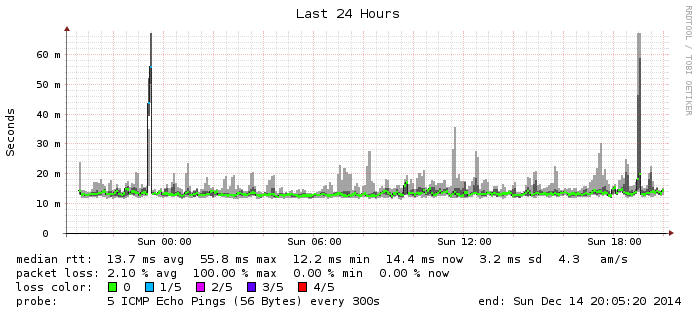 Last 24 Hours
RRDTOOL / TOBI OETIKER
Seconds
60 m
50 m
40 m
30 m
20 m
10 m
0
Sun 00:00 Sun 06:00 Sun 12:00 Sun 18:00
median rtt: 13.7 ms avg 55.8 ms max 12.2 ms min 14.4 ms now 3.2 ms sd 4.3 am/s
packet loss: 2.10 % avg 100.00 % max 0.00 % min 0.00 % now
loss color: 0 1/5 2/5 3/5 4/5
probe: 5 ICMP Echo Pings (56 Bytes) every 300s end: Sun Dec 14 20:05:20 2014